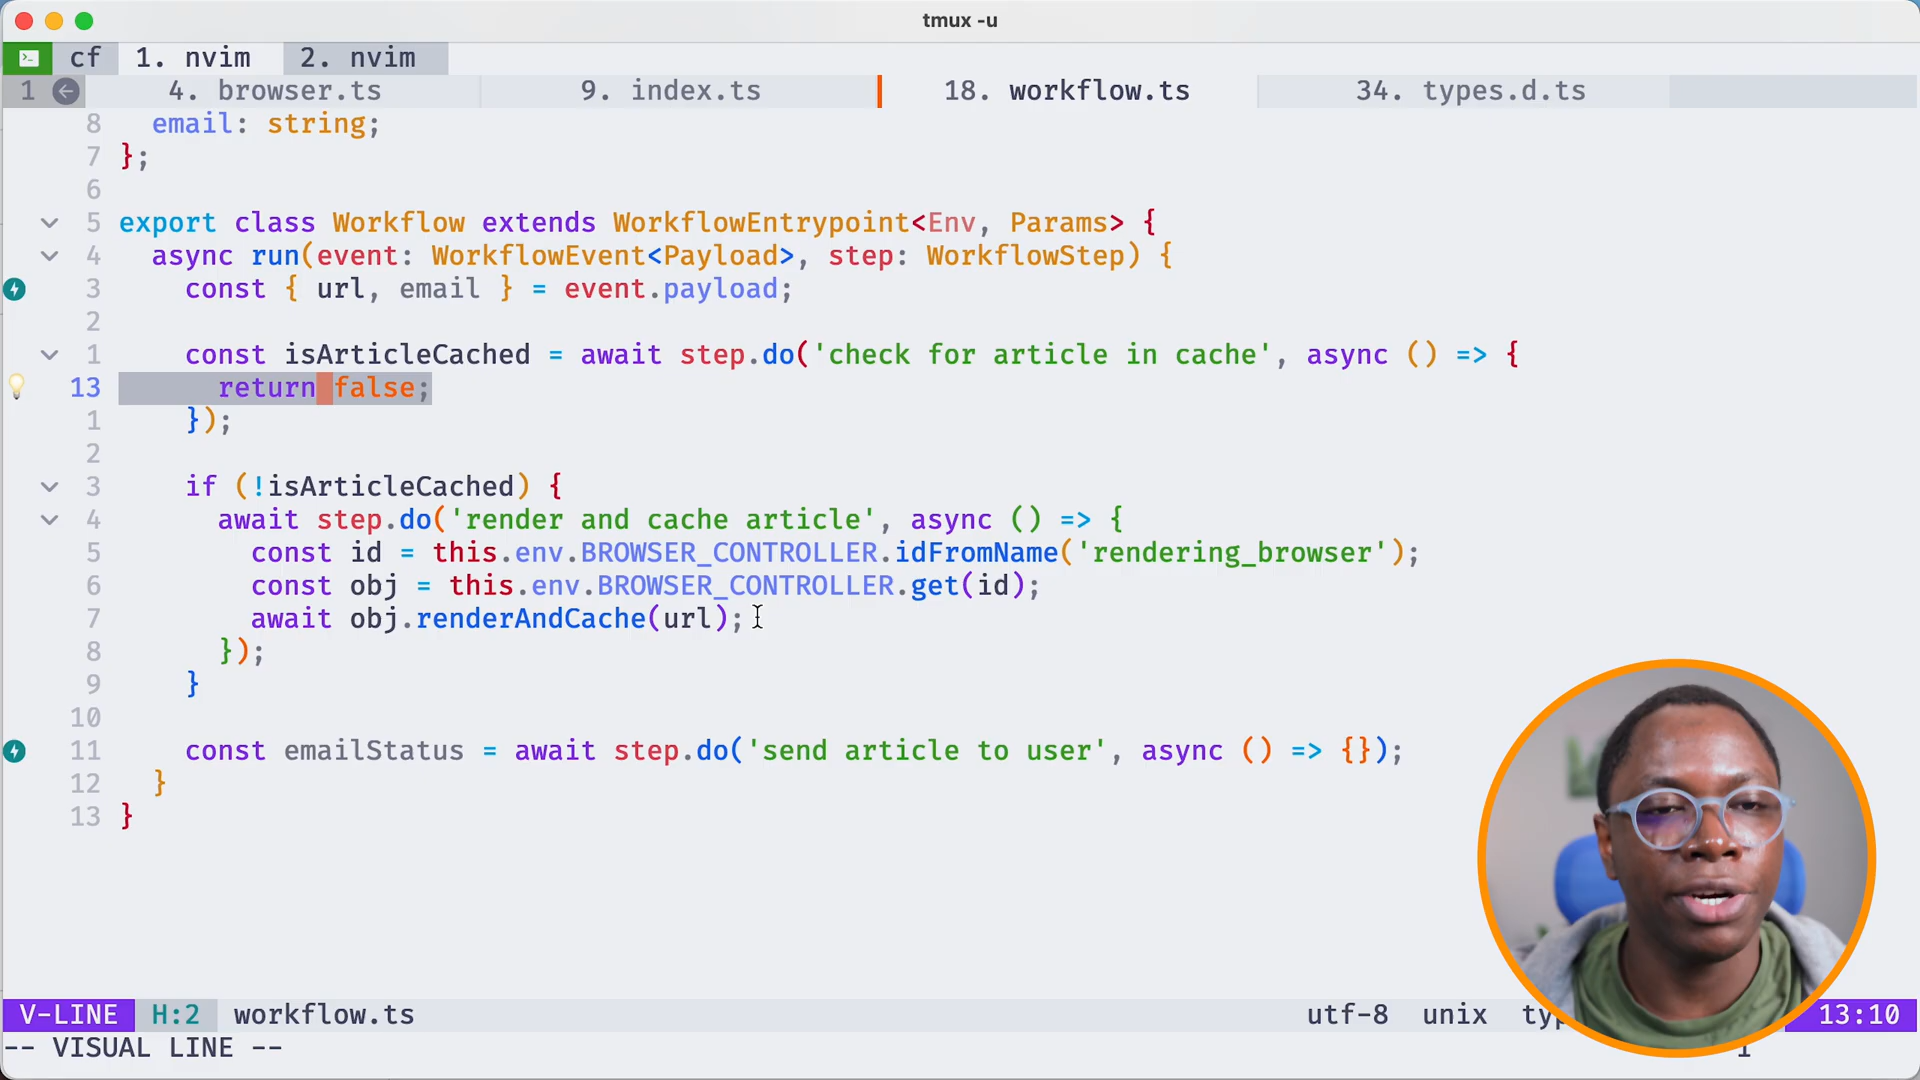 tmux -u
cf 1. nvim 2. nvim
1 4. browser.ts 9. index.ts 18. workflow.ts 34. types.d.ts
8 email: string;
7 };
6
5 export class Workflow extends WorkflowEntrypoint<Env, Params> {
4 async run(event: WorkflowEvent<Payload>, step: WorkflowStep) {
3 const { url, email } = event.payload;
2
1 const isArticleCached = await step.do('check for article in cache', async () => {
13 return false;
1 });
2
3 if (!isArticleCached) {
4 await step.do('render and cache article', async () => {
5 const id = this.env.BROWSER_CONTROLLER.idFromName('rendering_browser');
6 const obj = this.env.BROWSER_CONTROLLER.get(id);
7 await obj.renderAndCache(url);
8 });
9 }
10
11 const emailStatus = await step.do('send article to user', async () => {});
12 }
13 }
V-LINE H:2 workflow.ts utf-8 unix 13:10
-- VISUAL LINE -- 1